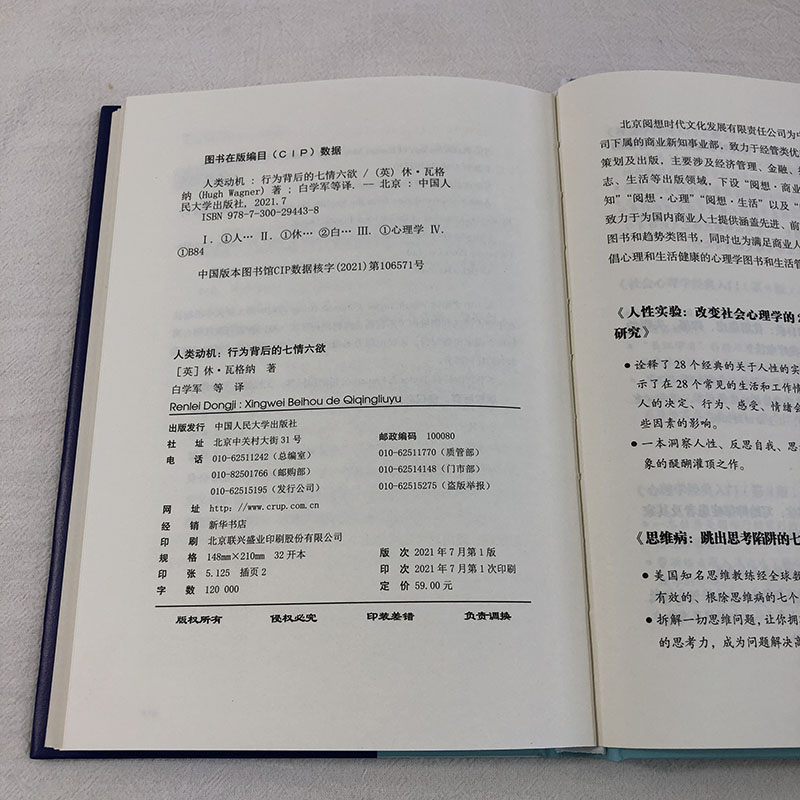 图书在版编目（CIP）数据
人类动机：行为背后的七情六欲 / （英）休·瓦格
纳 (Hugh Wagner) 著；白学军等译. — 北京：中国人
民大学出版社，2021.7
ISBN 978-7-300-29443-8
Ⅰ. ①人… Ⅱ. ①休… ②白… Ⅲ. ①心理学 Ⅳ.
①B84
中国版本图书馆CIP数据核字(2021)第106571号
人类动机：行为背后的七情六欲
［英］休·瓦格纳 著
白学军 等 译
Renlei Dongji : Xingwei Beihou de Qiqingliuyu
出版发行 中国人民大学出版社
社 址 北京中关村大街31号 邮政编码 100080
电 话 010-62511242（总编室） 010-62511770（质管部）
010-82501766（邮购部） 010-62514148（门市部）
010-62515195（发行公司） 010-62515275（盗版举报）
网 址 http://www.crup.com.cn
经 销 新华书店
印 刷 北京联兴盛业印刷股份有限公司
规 格 148mm×210mm 32开本 版 次 2021年7月第1版
印 张 5.125 插页2 印 次 2021年7月第1次印刷
字 数 120 000 定 价 59.00元
版权所有 侵权必究 印装差错 负责调换
北京阅想时代文化发展有限责任公司为中
司下属的商业新知事业部，致力于经管类优
策划及出版，主要涉及经济管理、金融、
志、生活等出版领域，下设“阅想·商业
知”“阅想·心理”“阅想·生活”以及“
致力于为国内商业人士提供涵盖先进、前
图书和趋势类图书，同时也为满足商业人
倡心理和生活健康的心理学图书和生活管
《人性实验：改变社会心理学的
研究》
● 诠释了28个经典的关于人性的实
示了在28个常见的生活和工作情
人的决定、行为、感受、情绪会
些因素的影响。
● 一本洞察人性、反思自我、思
象的醍醐灌顶之作。
《思维病：跳出思考陷阱的七
● 美国知名思维教练经全球数
有效的、根除思维病的七个
● 拆解一切思维问题，让你拥
的思考力，成为问题解决高